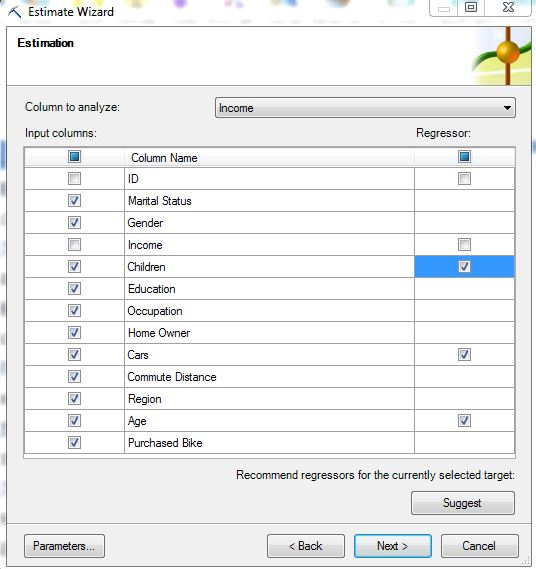 Estimate Wizard
Estimation
Column to analyze: Income
Input columns: Regressor:
Column Name
ID
Marital Status
Gender
Income
Children
Education
Occupation
Home Owner
Cars
Commute Distance
Region
Age
Purchased Bike
Recommend regressors for the currently selected target:
Suggest
Parameters... < Back Next > Cancel